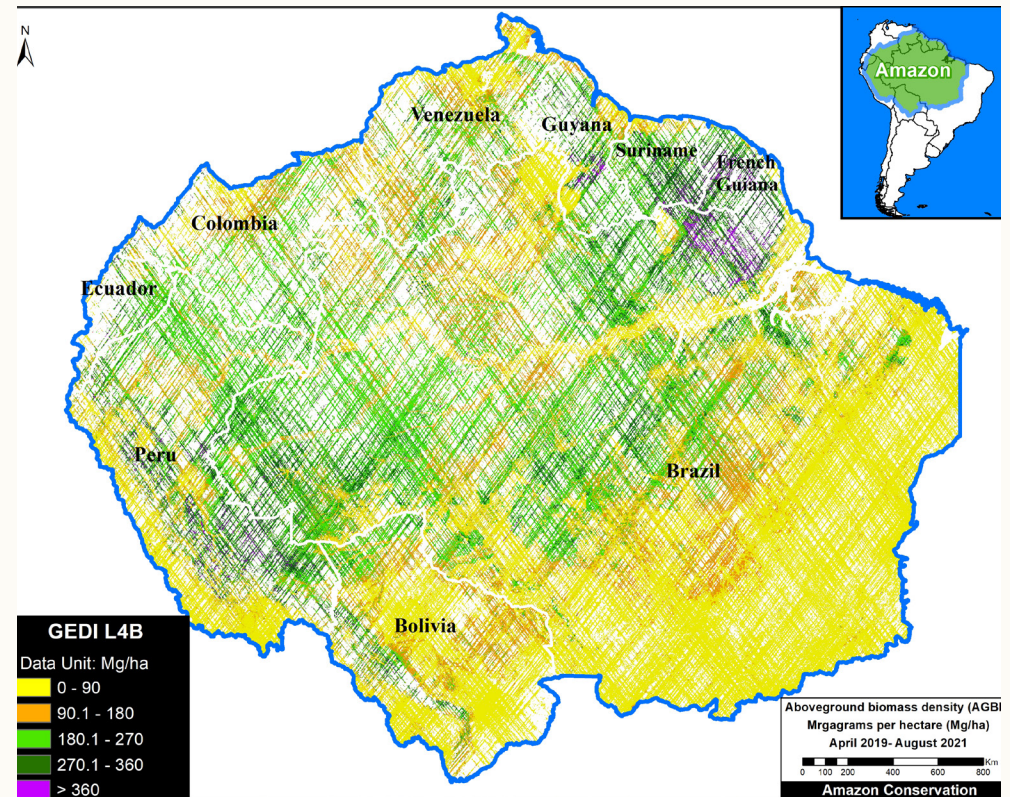 N
Amazon
Venezuela
Guyana
Suriname
French
Guiana
Colombia
Ecuador
Peru
Brazil
Bolivia
GEDI L4B
Data Unit: Mg/ha
0 - 90
90.1 - 180
180.1 - 270
270.1 - 360
> 360
Aboveground biomass density (AGBD
Mrgagrams per hectare (Mg/ha)
April 2019- August 2021
Km
0 100 200 400 600 800
Amazon Conservation